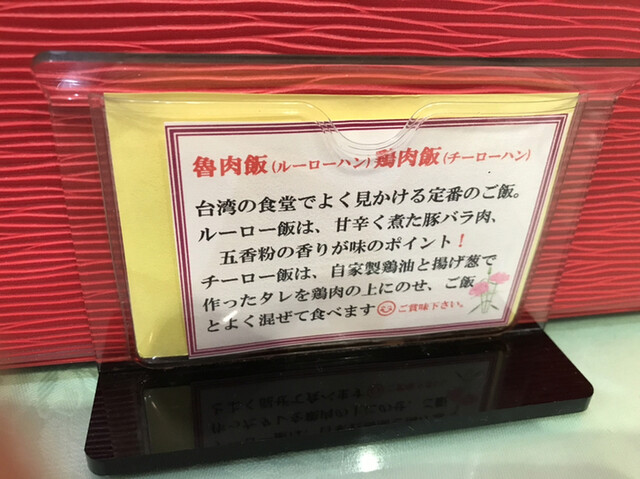 魯肉飯(ルーローハン)鶏肉飯(チーローハン)
台湾の食堂でよく見かける定番のご飯。
ルーロー飯は、甘辛く煮た豚バラ肉、
五香粉の香りが味のポイント！
チーロー飯は、自家製鶏油と揚げ葱で
作ったタレを鶏肉の上にのせ、ご飯
とよく混ぜて食べます ご賞味下さい。